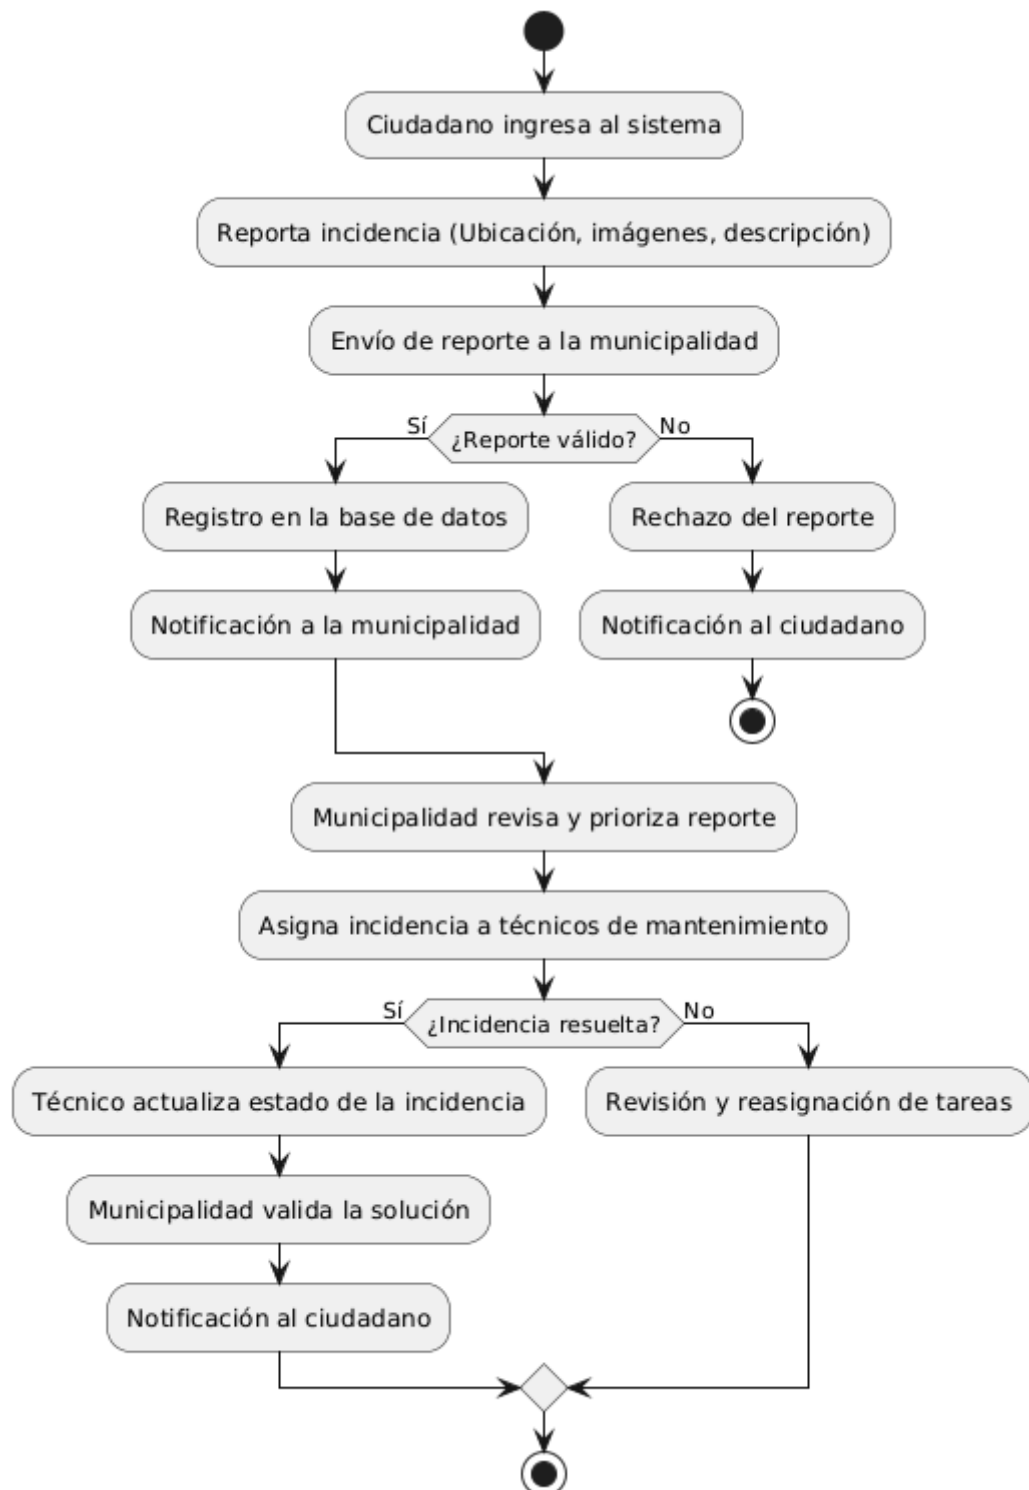 Ciudadano ingresa al sistema
Reporta incidencia (Ubicación, imágenes, descripción)
Envío de reporte a la municipalidad
Sí
¿Reporte válido?
No
Registro en la base de datos
Rechazo del reporte
Notificación a la municipalidad
Notificación al ciudadano
Municipalidad revisa y prioriza reporte
Asigna incidencia a técnicos de mantenimiento
Sí
¿Incidencia resuelta?
No
Técnico actualiza estado de la incidencia
Revisión y reasignación de tareas
Municipalidad valida la solución
Notificación al ciudadano